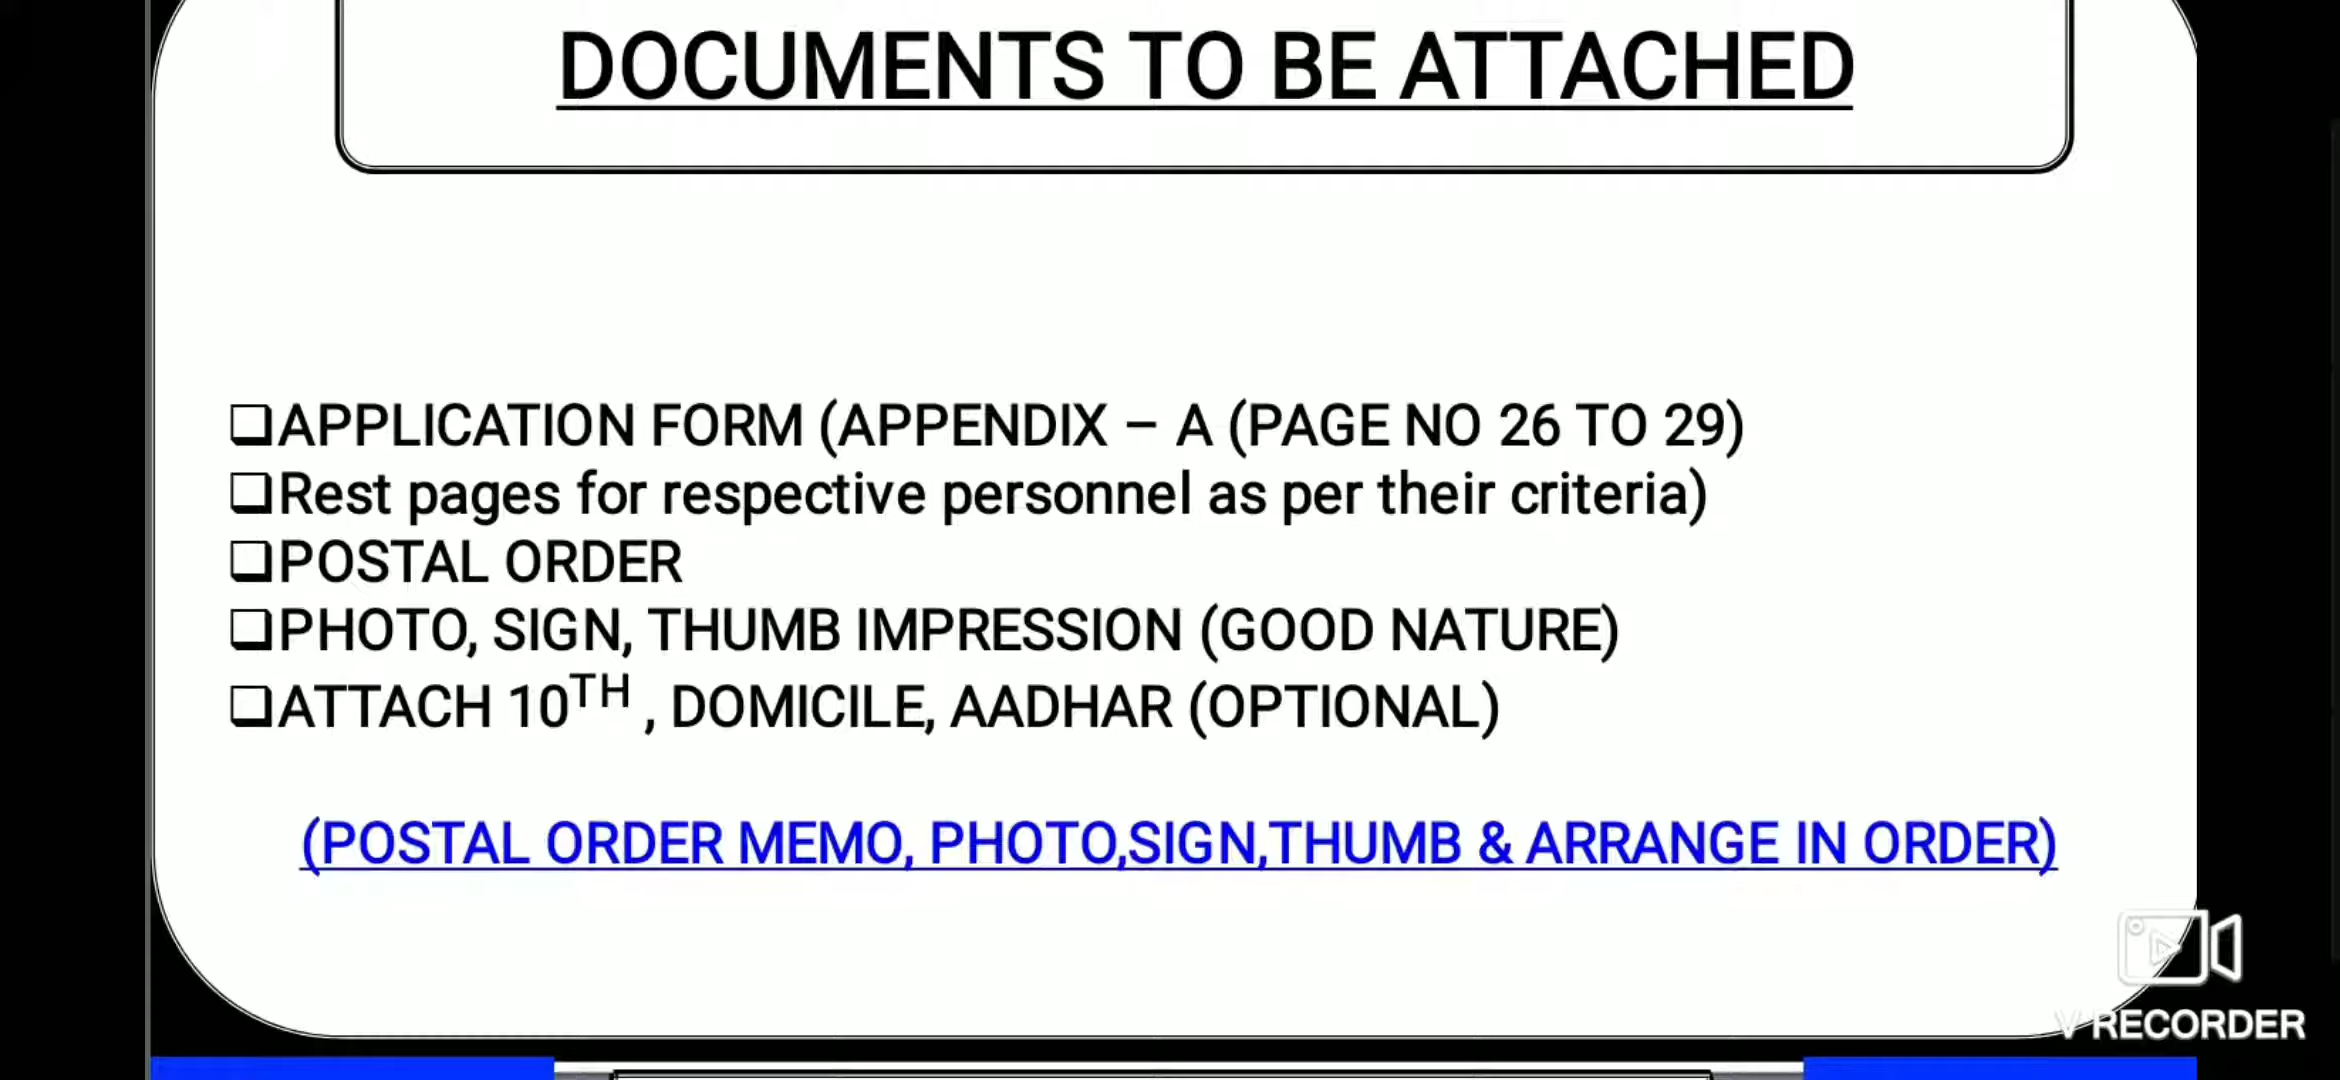 DOCUMENTS TO BE ATTACHED
❑APPLICATION FORM (APPENDIX – A (PAGE NO 26 TO 29)
❑Rest pages for respective personnel as per their criteria)
❑POSTAL ORDER
❑PHOTO, SIGN, THUMB IMPRESSION (GOOD NATURE)
❑ATTACH 10TH , DOMICILE, AADHAR (OPTIONAL)
(POSTAL ORDER MEMO, PHOTO,SIGN,THUMB & ARRANGE IN ORDER)
V RECORDER